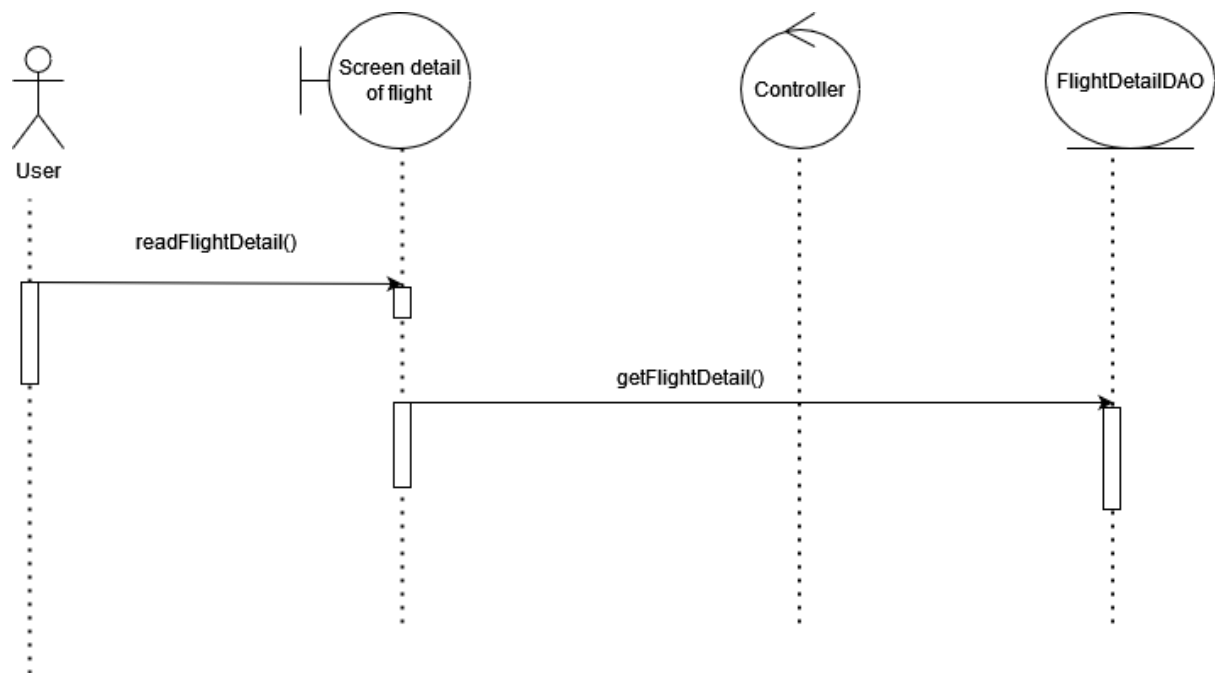 Screen detail
of flight
Controller
FlightDetailDAO
User
readFlightDetail()
getFlightDetail()